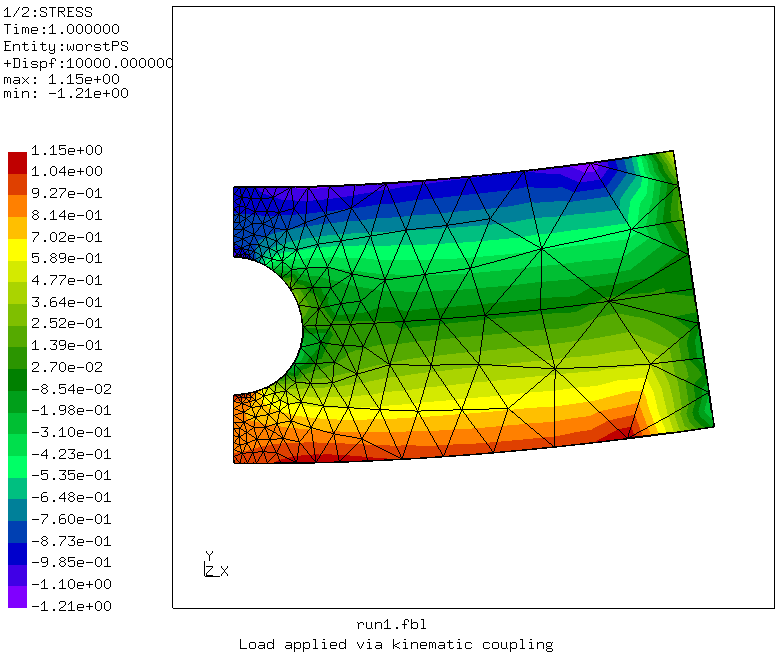 1/2:STRESS
Time:1.000000
Entity:worstPS
+Dispf:10000.000000
max: 1.15e+00
min: -1.21e+00
1.15e+00
1.04e+00
9.27e-01
8.14e-01
7.02e-01
5.89e-01
4.77e-01
3.64e-01
2.52e-01
1.39e-01
2.70e-02
-8.54e-02
-1.98e-01
-3.10e-01
-4.23e-01
-5.35e-01
-6.48e-01
-7.60e-01
-8.73e-01
-9.85e-01
-1.10e+00
-1.21e+00
Y
Z X
run1.fbl
Load applied via kinematic coupling